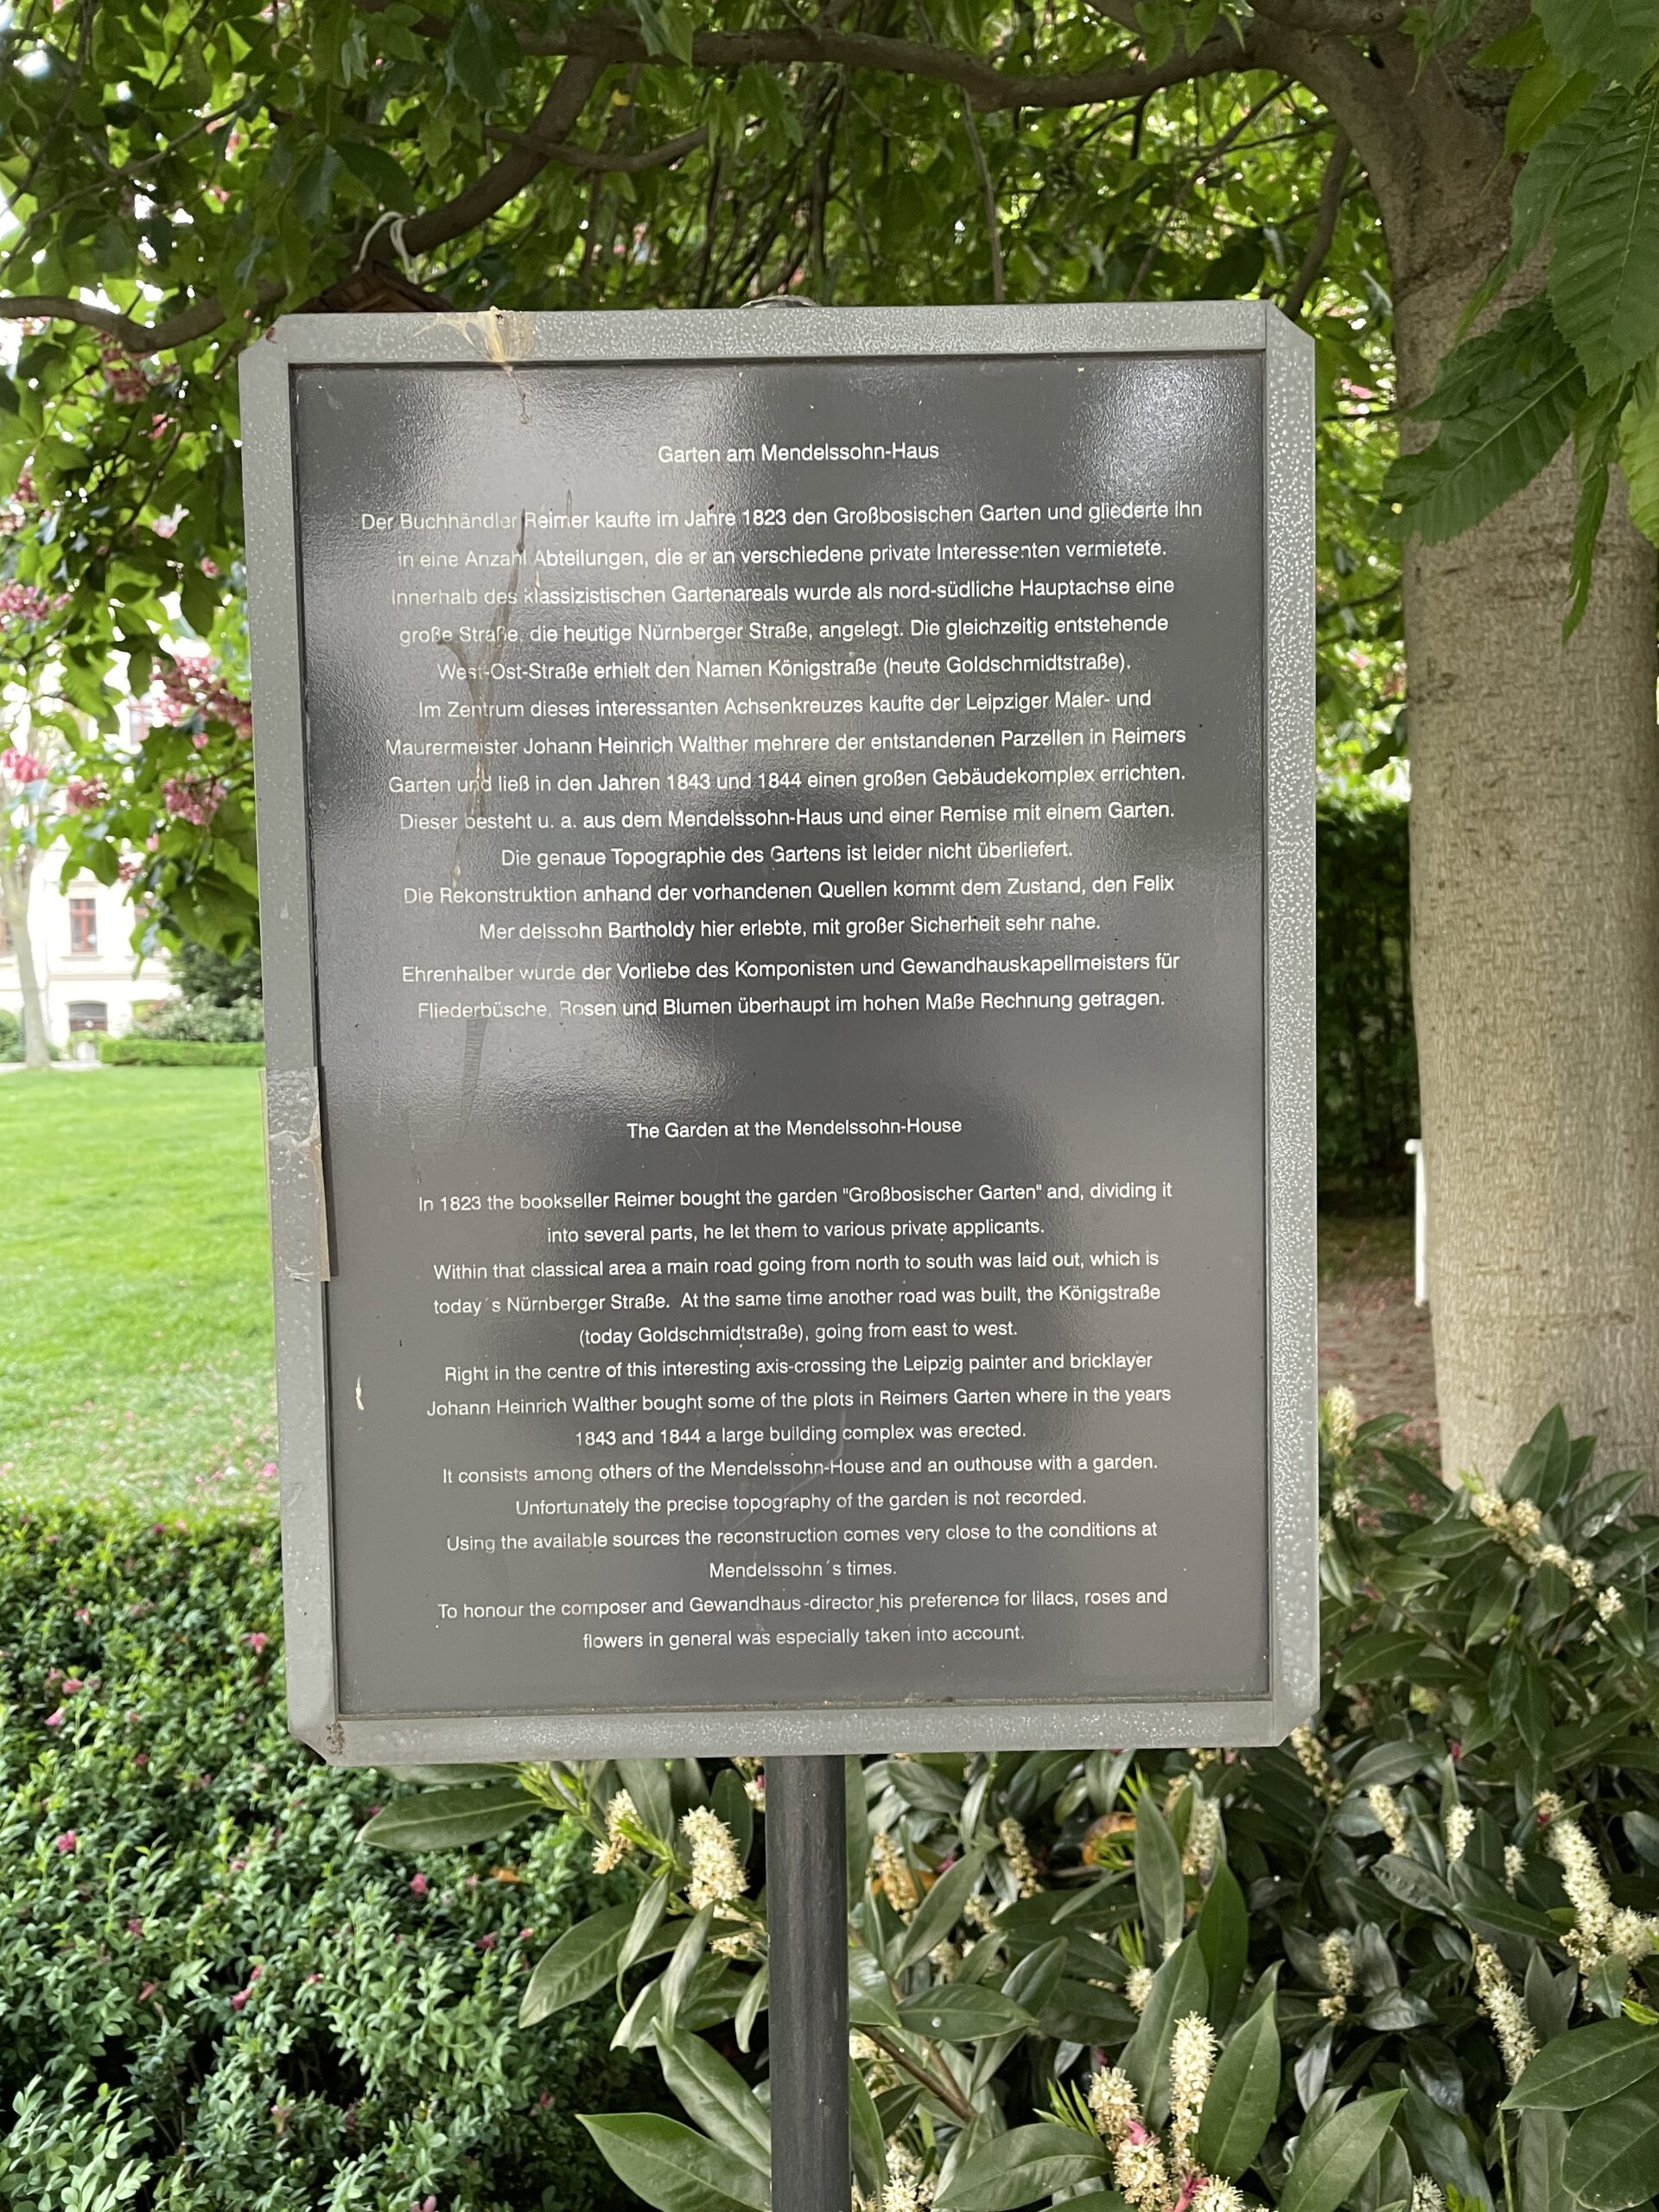 Garten am Mendelssohn-Haus
Der Buchhändler Reimer kaufte im Jahre 1823 den Großbosischen Garten und gliederte ihn
in eine Anzahl Abteilungen, die er an verschiedene private Interessenten vermietete.
Innerhalb des klassizistischen Gartenareals wurde als nord-südliche Hauptachse eine
große Straße, die heutige Nürnberger Straße, angelegt. Die gleichzeitig entstehende
West-Ost-Straße erhielt den Namen Königstraße (heute Goldschmidtstraße).
Im Zentrum dieses interessanten Achsenkreuzes kaufte der Leipziger Maler- und
Maurermeister Johann Heinrich Walther mehrere der entstandenen Parzellen in Reimers
Garten und ließ in den Jahren 1843 und 1844 einen großen Gebäudekomplex errichten.
Dieser besteht u. a. aus dem Mendelssohn-Haus und einer Remise mit einem Garten.
Die genaue Topographie des Gartens ist leider nicht überliefert.
Die Rekonstruktion anhand der vorhandenen Quellen kommt dem Zustand, den Felix
Mendelssohn Bartholdy hier erlebte, mit großer Sicherheit sehr nahe.
Ehrenhalber wurde der Vorliebe des Komponisten und Gewandhauskapellmeisters für
Fliederbüsche, Rosen und Blumen überhaupt im hohen Maße Rechnung getragen.
The Garden at the Mendelssohn-House
In 1823 the bookseller Reimer bought the garden "Großbosischer Garten" and, dividing it
into several parts, he let them to various private applicants.
Within that classical area a main road going from north to south was laid out, which is
today´s Nürnberger Straße. At the same time another road was built, the Königstraße
(today Goldschmidtstraße), going from east to west.
Right in the centre of this interesting axis-crossing the Leipzig painter and bricklayer
Johann Heinrich Walther bought some of the plots in Reimers Garten where in the years
1843 and 1844 a large building complex was erected.
It consists among others of the Mendelssohn-House and an outhouse with a garden.
Unfortunately the precise topography of the garden is not recorded.
Using the available sources the reconstruction comes very close to the conditions at
Mendelssohn´s times.
To honour the composer and Gewandhaus-director his preference for lilacs, roses and
flowers in general was especially taken into account.